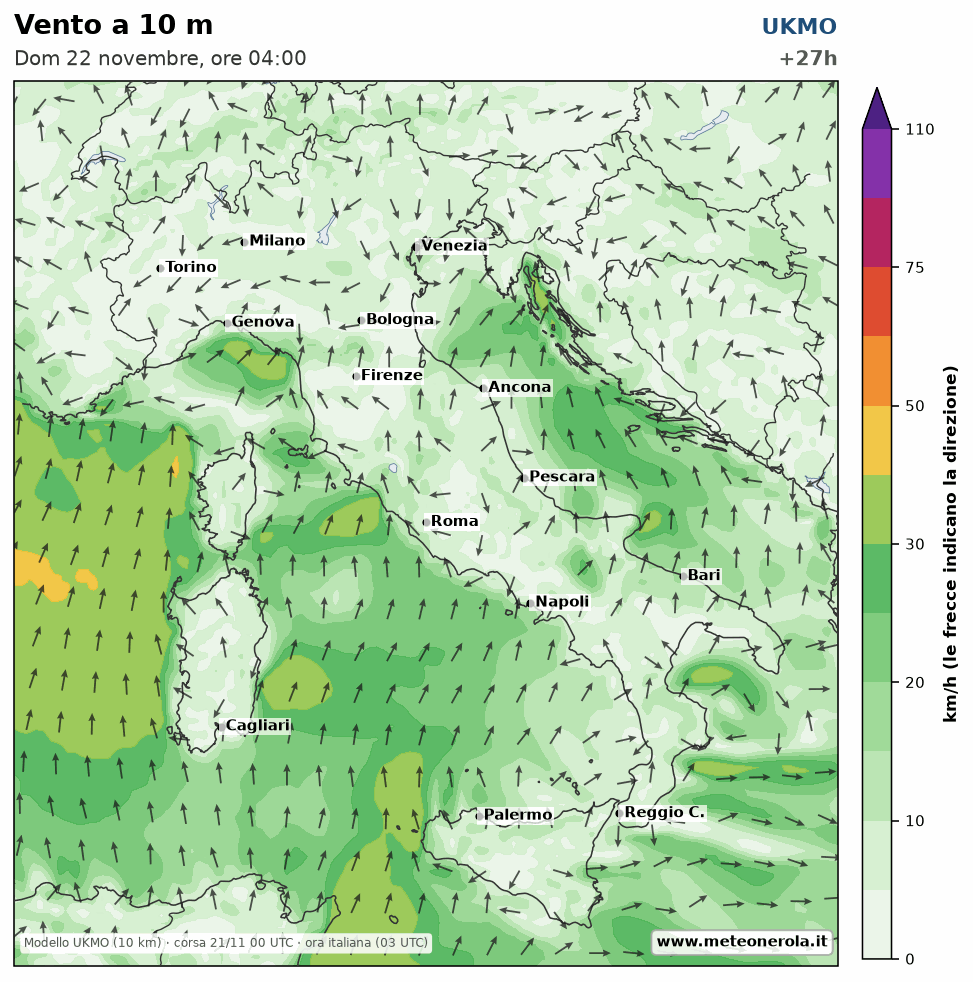 Vento a 10 m
UKMO
Dom 22 novembre, ore 04:00
+27h
110
75
50
30
20
10
0
km/h (le frecce indicano la direzione)
Milano
Venezia
Torino
Genova
Bologna
Firenze
Ancona
Pescara
Roma
Bari
Napoli
Cagliari
Palermo
Reggio C.
Modello UKMO (10 km) · corsa 21/11 00 UTC · ora italiana (03 UTC)
www.meteonerola.it